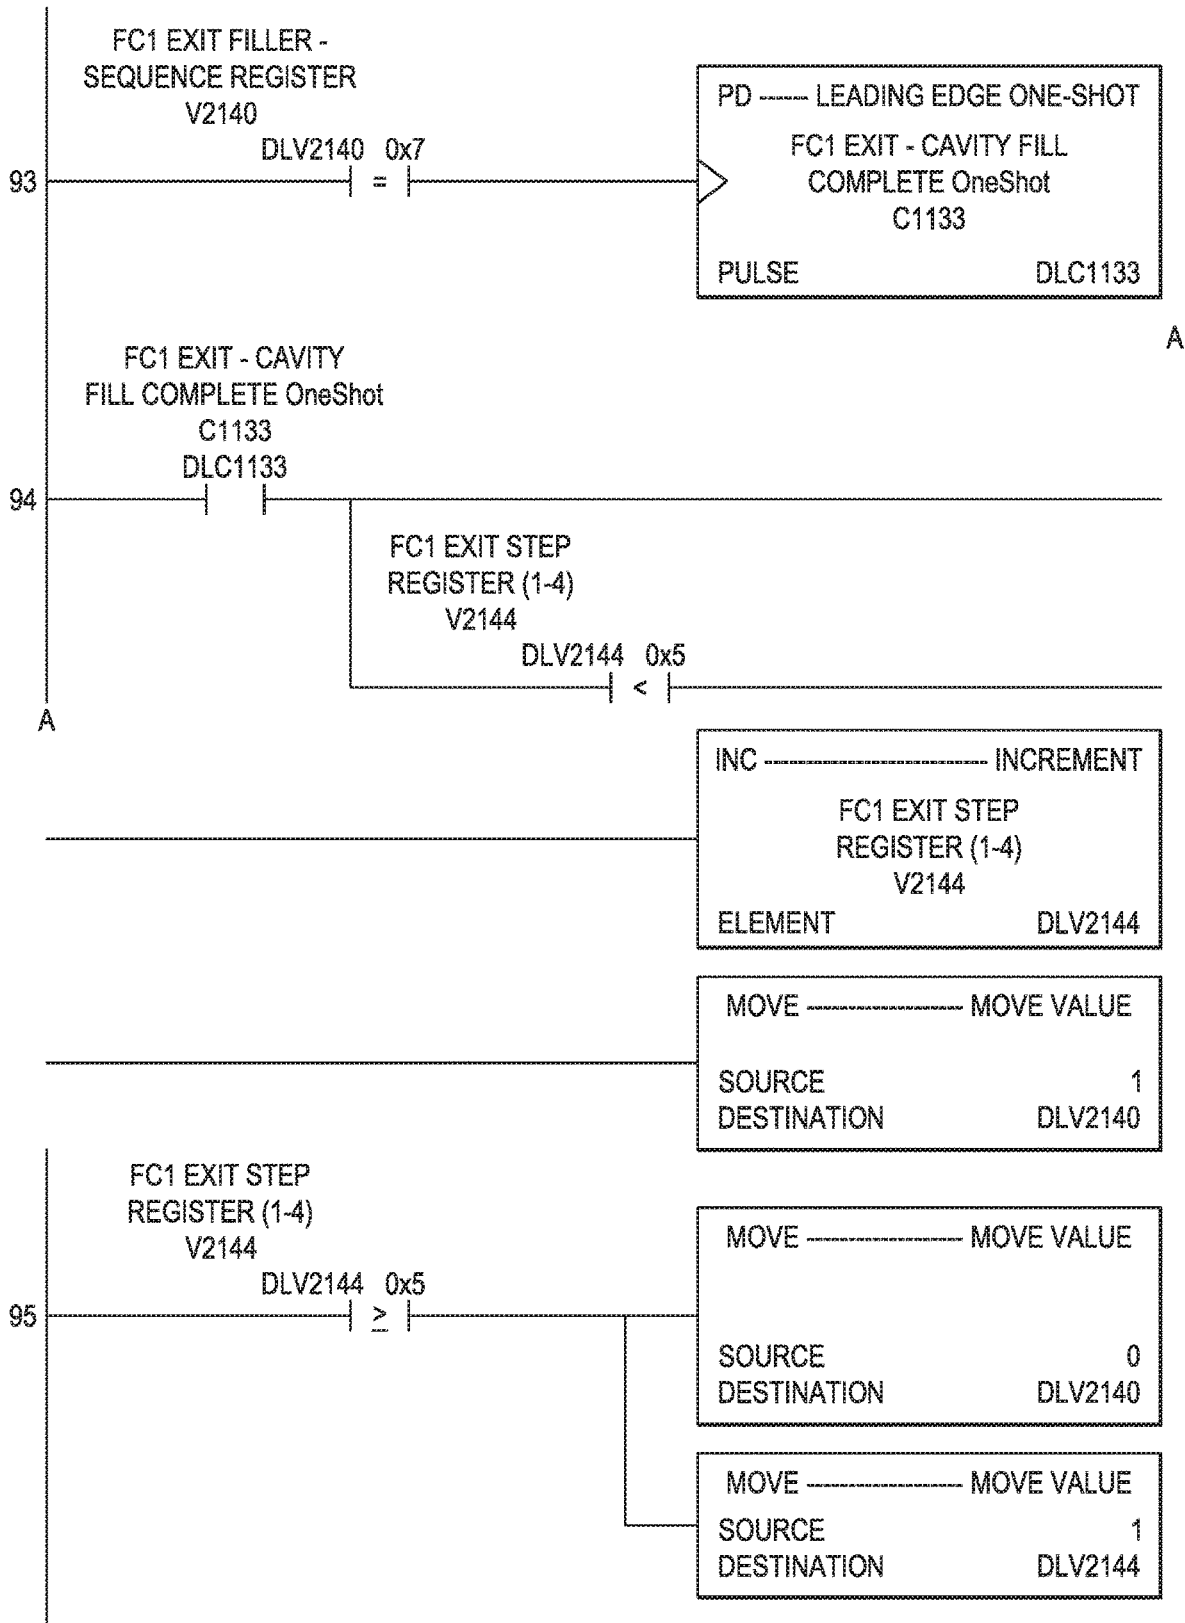 FC1 EXIT FILLER -
SEQUENCE REGISTER
V2140
DLV2140 0x7
93
=
PD ------ LEADING EDGE ONE-SHOT
FC1 EXIT - CAVITY FILL
COMPLETE OneShot
C1133
PULSE DLC1133
A
FC1 EXIT - CAVITY
FILL COMPLETE OneShot
C1133
DLC1133
94
FC1 EXIT STEP
REGISTER (1-4)
V2144
DLV2144 0x5
<
A
INC ------ INCREMENT
FC1 EXIT STEP
REGISTER (1-4)
V2144
ELEMENT DLV2144
MOVE ------ MOVE VALUE
SOURCE 1
DESTINATION DLV2140
FC1 EXIT STEP
REGISTER (1-4)
V2144
DLV2144 0x5
95
≥
MOVE ------ MOVE VALUE
SOURCE 0
DESTINATION DLV2140
MOVE ------ MOVE VALUE
SOURCE 1
DESTINATION DLV2144